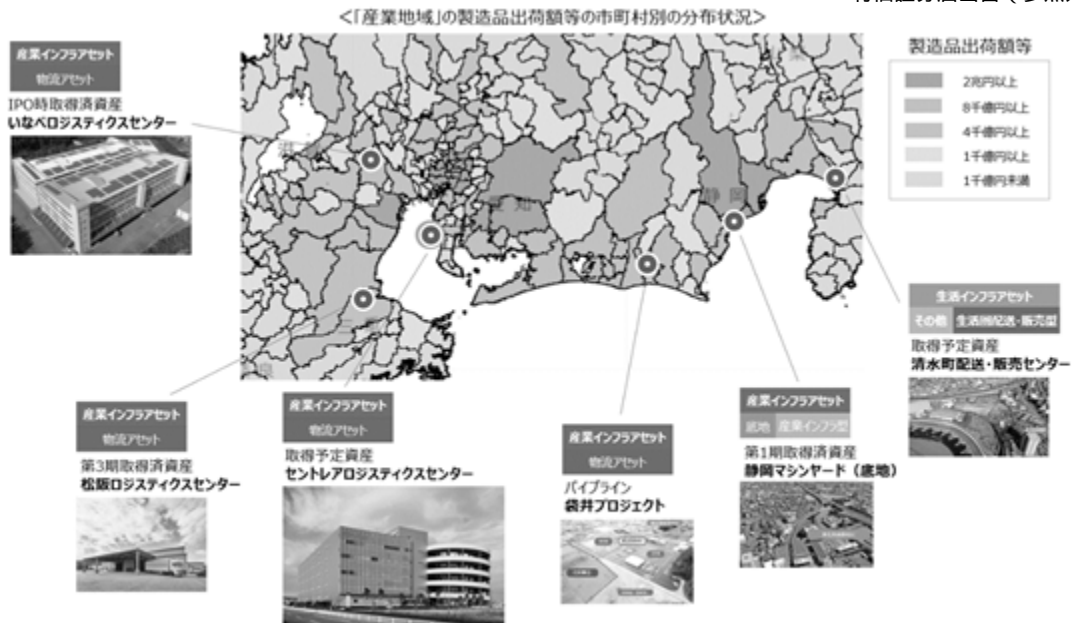 <「産業地域」の製造品出荷額等の市町村別の分布状況>
産業インフラアセット
物流アセット
IPO時取得済資産
いなべロジスティクスセンター
製造品出荷額等
2兆円以上
8千億円以上
4千億円以上
1千億円以上
1千億円未満
愛知
静岡
生活インフラアセット
その他 生活圏配送・販売型
取得予定資産
清水町配送・販売センター
産業インフラアセット
物流アセット
第3期取得済資産
松阪ロジスティクスセンター
産業インフラアセット
物流アセット
取得予定資産
セントレアロジスティクスセンター
産業インフラアセット
物流アセット
パイプライン
袋井プロジェクト
産業インフラアセット
底地 産業インフラ型
第1期取得済資産
静岡マシンヤード（底地）